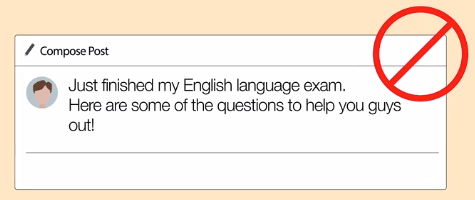 Compose Post
Just finished my English language exam.
Here are some of the questions to help you guys
out!